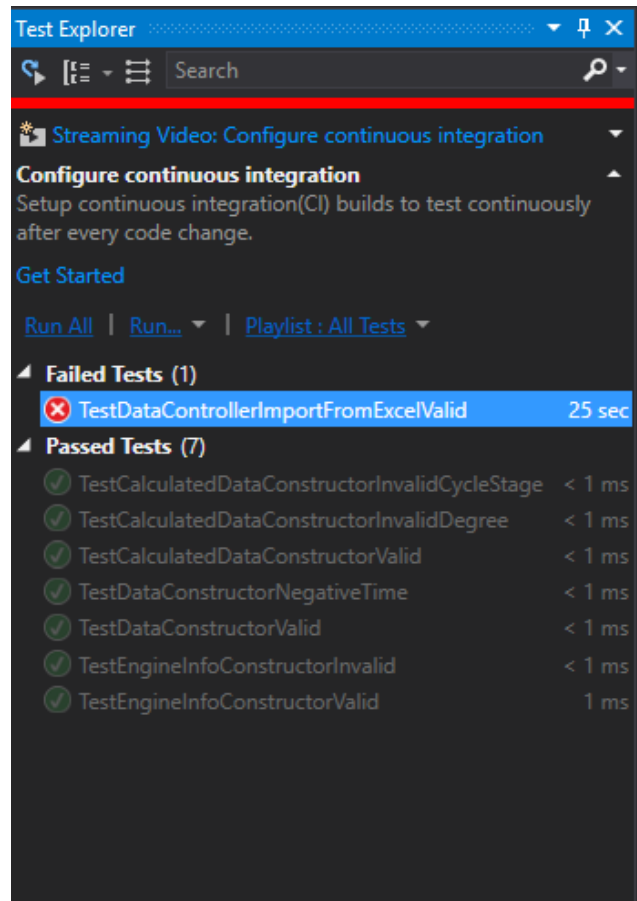 Test Explorer
Search
Streaming Video: Configure continuous integration
Configure continuous integration
Setup continuous integration(CI) builds to test continuously
after every code change.
Get Started
Run All | Run... | Playlist : All Tests
Failed Tests (1)
TestDataControllerImportFromExcelValid 25 sec
Passed Tests (7)
TestCalculatedDataConstructorInvalidCycleStage < 1 ms
TestCalculatedDataConstructorInvalidDegree < 1 ms
TestCalculatedDataConstructorValid < 1 ms
TestDataConstructorNegativeTime < 1 ms
TestDataConstructorValid < 1 ms
TestEngineInfoConstructorInvalid < 1 ms
TestEngineInfoConstructorValid 1 ms